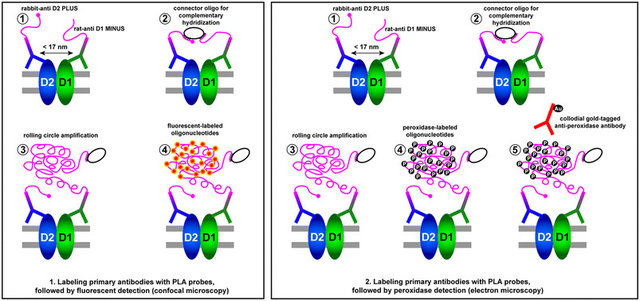 1
rabbit-anti D2 PLUS
rat-anti D1 MINUS
< 17 nm
D2 D1
2
connector oligo for
complementary
hydridization
D2 D1
rolling circle amplification
3
D2 D1
fluorescent-labeled
oligonucleotides
4
D2 D1
1. Labeling primary antibodies with PLA probes,
followed by fluorescent detection (confocal microscopy)
1
rabbit-anti D2 PLUS
rat-anti D1 MINUS
< 17 nm
D2 D1
2
connector oligo for
complementary
hydridization
D2 D1
rolling circle amplification
3
D2 D1
peroxidase-labeled
oligonucleotides
4
D2 D1
Au
collodial gold-tagged
anti-peroxidase antibody
5
D2 D1
2. Labeling primary antibodies with PLA probes,
followed by peroxidase detection (electron microscopy)